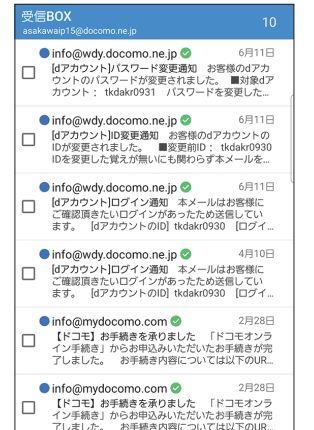 受信BOX
asakawaip15@docomo.ne.jp
10
info@wdy.docomo.ne.jp 6月11日
[dアカウント]パスワード変更通知 お客様のdアカ
ウントのパスワードが変更されました。 ■対象dア
カウント： tkdakr0931 パスワードを変更した…
info@wdy.docomo.ne.jp 6月11日
[dアカウント]ID変更通知 お客様のdアカウントの
IDが変更されました。 ■変更前ID： tkdakr0930
IDを変更した覚えが無いにも関わらず本メールを…
info@wdy.docomo.ne.jp 6月11日
[dアカウント]ログイン通知 本メールはお客様に
ご確認頂きたいログインがあったため送信してい
ます。 [dアカウントのID] tkdakr0930 [ログイ…
info@wdy.docomo.ne.jp 4月10日
[dアカウント]ログイン通知 本メールはお客様に
ご確認頂きたいログインがあったため送信してい
ます。 [dアカウントのID] tkdakr0930 [ログイ…
info@mydocomo.com 2月28日
【ドコモ】お手続きを承りました 「ドコモオンラ
イン手続き」からお申込みいただいたお手続きが完
了しました。 お手続き内容については以下のUR…
info@mydocomo.com 2月28日
【ドコモ】お手続きを承りました 「ドコモオンラ
イン手続き」からお申込みいただいたお手続きが完
了しました。 お手続き内容については以下のUR…